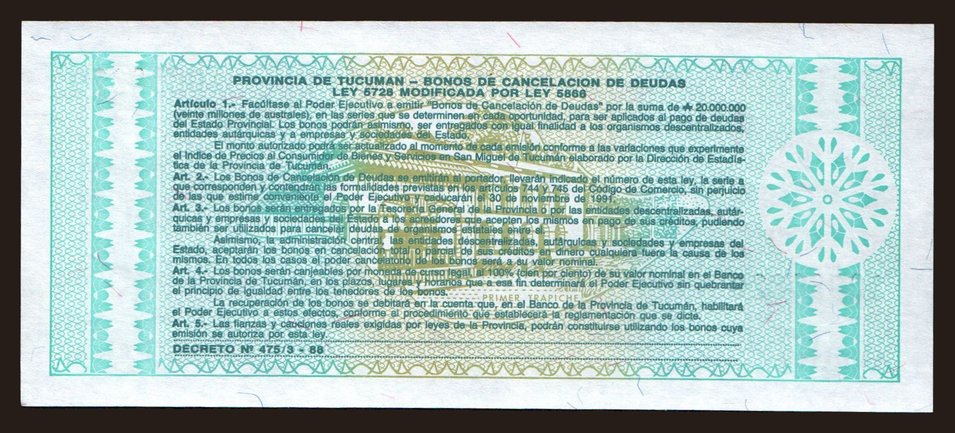 PROVINCIA DE TUCUMAN - BONOS DE CANCELACION DE DEUDAS
LEY 5728 MODIFICADA POR LEY 5866
Artículo 1.- Facúltase al Poder Ejecutivo a emitir "Bonos de Cancelación de Deudas" por la suma de ₳ 20.000.000
(veinte millones de australes), en las series que se determinen en cada oportunidad, para ser aplicados al pago de deudas
del Estado Provincial. Los bonos podrán asimismo, ser entregados con igual finalidad a los organismos descentralizados,
entidades autárquicas y a empresas y sociedades del Estado.
El monto autorizado podrá ser actualizado al momento de cada emisión conforme a las variaciones que experimente
el Indice de Precios al Consumidor de Bienes y Servicios en San Miguel de Tucumán elaborado por la Dirección de Estadís-
tica de la Provincia de Tucumán.
Art. 2.- Los Bonos de Cancelación de Deudas se emitirán al portador, llevarán indicado el número de esta ley, la serie a
que corresponden y contendrán las formalidades previstas en los artículos 744 y 745 del Código de Comercio, sin perjuicio
de las que estime conveniente el Poder Ejecutivo y caducarán el 30 de noviembre de 1991.
Art. 3.- Los bonos serán entregados por la Tesorería General de la Provincia o por las entidades descentralizadas, autár-
quicas y empresas y sociedades del Estado a los acreedores que acepten los mismos en pago de sus créditos, pudiendo
también ser utilizados para cancelar deudas de organismos estatales entre sí.
Asimismo, la administración central, las entidades descentralizadas, autárquicas y sociedades y empresas del
Estado, aceptarán los bonos en cancelación total o parcial de sus créditos en dinero cualquiera fuere la causa de los
mismos. En todos los casos el poder cancelatorio de los bonos será a su valor nominal.
Art. 4.- Los bonos serán canjeables por moneda de curso legal, al 100% (cien por ciento) de su valor nominal en el Banco
de la Provincia de Tucumán, en los plazos, lugares y horarios que a ese fin determinará el Poder Ejecutivo sin quebrantar
el principio de igualdad entre los tenedores de los bonos.
PRIMER TRAPICHE
La recuperación de los bonos se debitará en la cuenta que, en el Banco de la Provincia de Tucumán, habilitará
el Poder Ejecutivo a estos efectos, conforme al procedimiento que establecerá la reglamentación que se dicte.
Art. 5.- Las fianzas y cauciones reales exigidas por leyes de la Provincia, podrán constituirse utilizando los bonos cuya
emisión se autoriza por esta ley.
DECRETO Nº 475/3 - 88